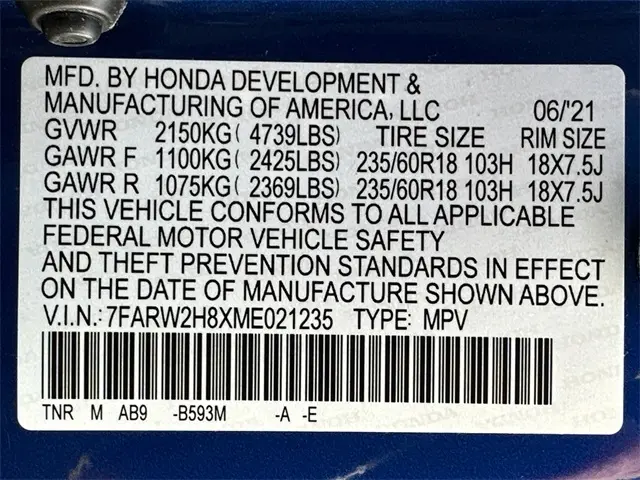 MFD. BY HONDA DEVELOPMENT &
MANUFACTURING OF AMERICA, LLC 06/'21
GVWR 2150KG( 4739LBS) TIRE SIZE RIM SIZE
GAWR F 1100KG( 2425LBS) 235/60R18 103H 18X7.5J
GAWR R 1075KG( 2369LBS) 235/60R18 103H 18X7.5J
THIS VEHICLE CONFORMS TO ALL APPLICABLE
FEDERAL MOTOR VEHICLE SAFETY
AND THEFT PREVENTION STANDARDS IN EFFECT
ON THE DATE OF MANUFACTURE SHOWN ABOVE.
V.I.N.:7FARW2H8XME021235 TYPE: MPV
TNR M AB9 -B593M -A -E